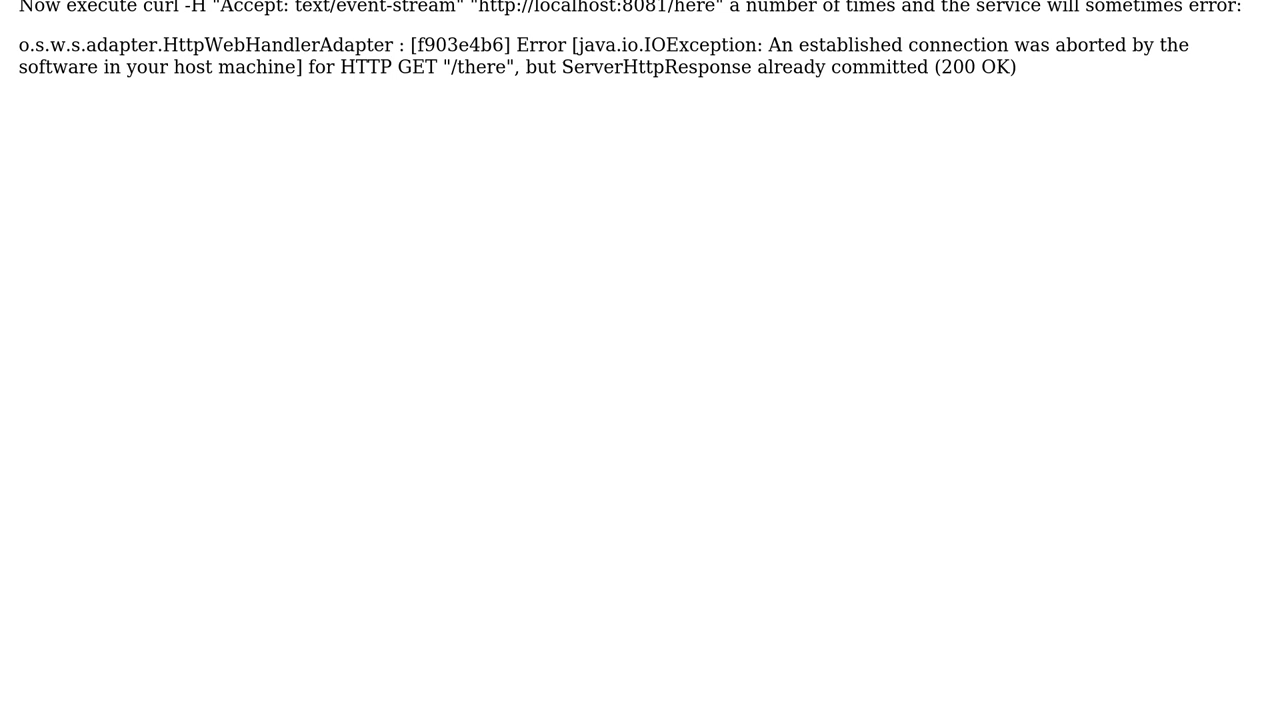 Now execute curl -H "Accept: text/event-stream" "http://localhost:8081/here" a number of times and the service will sometimes error:
o.s.w.s.adapter.HttpWebHandlerAdapter : [f903e4b6] Error [java.io.IOException: An established connection was aborted by the
software in your host machine] for HTTP GET "/there", but ServerHttpResponse already committed (200 OK)